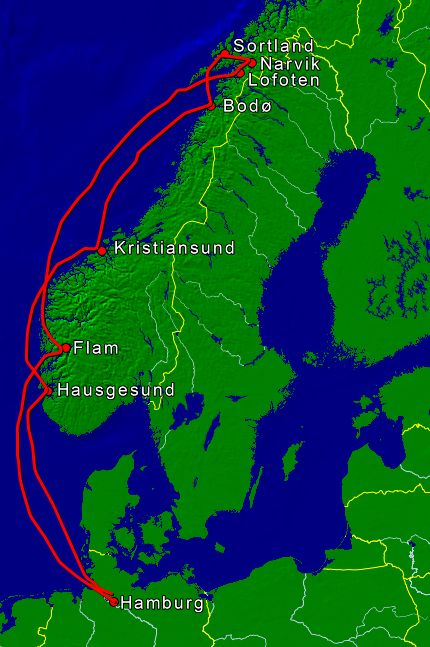 Sortland
Narvik
Lofoten
Bodø
Kristiansund
Flam
Hausgesund
Hamburg